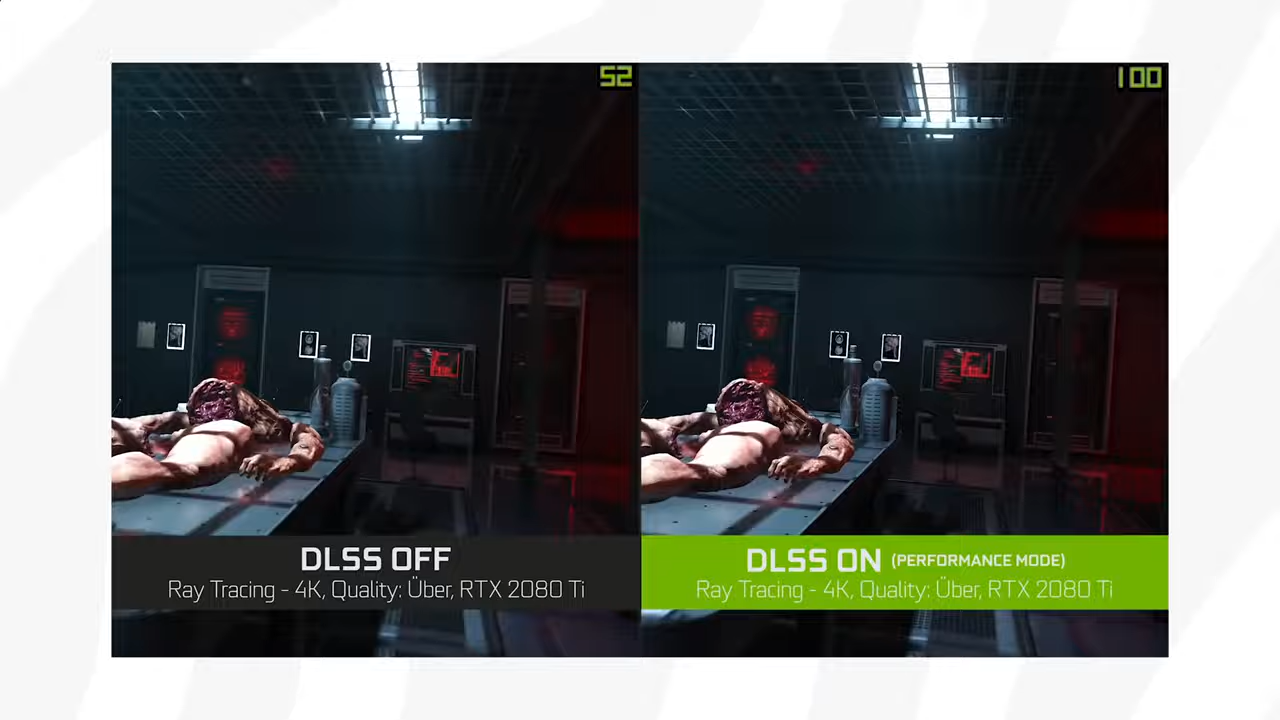 52
100
DLSS OFF
Ray Tracing - 4K, Quality: Über, RTX 2080 Ti
DLSS ON (PERFORMANCE MODE)
Ray Tracing - 4K, Quality: Über, RTX 2080 Ti